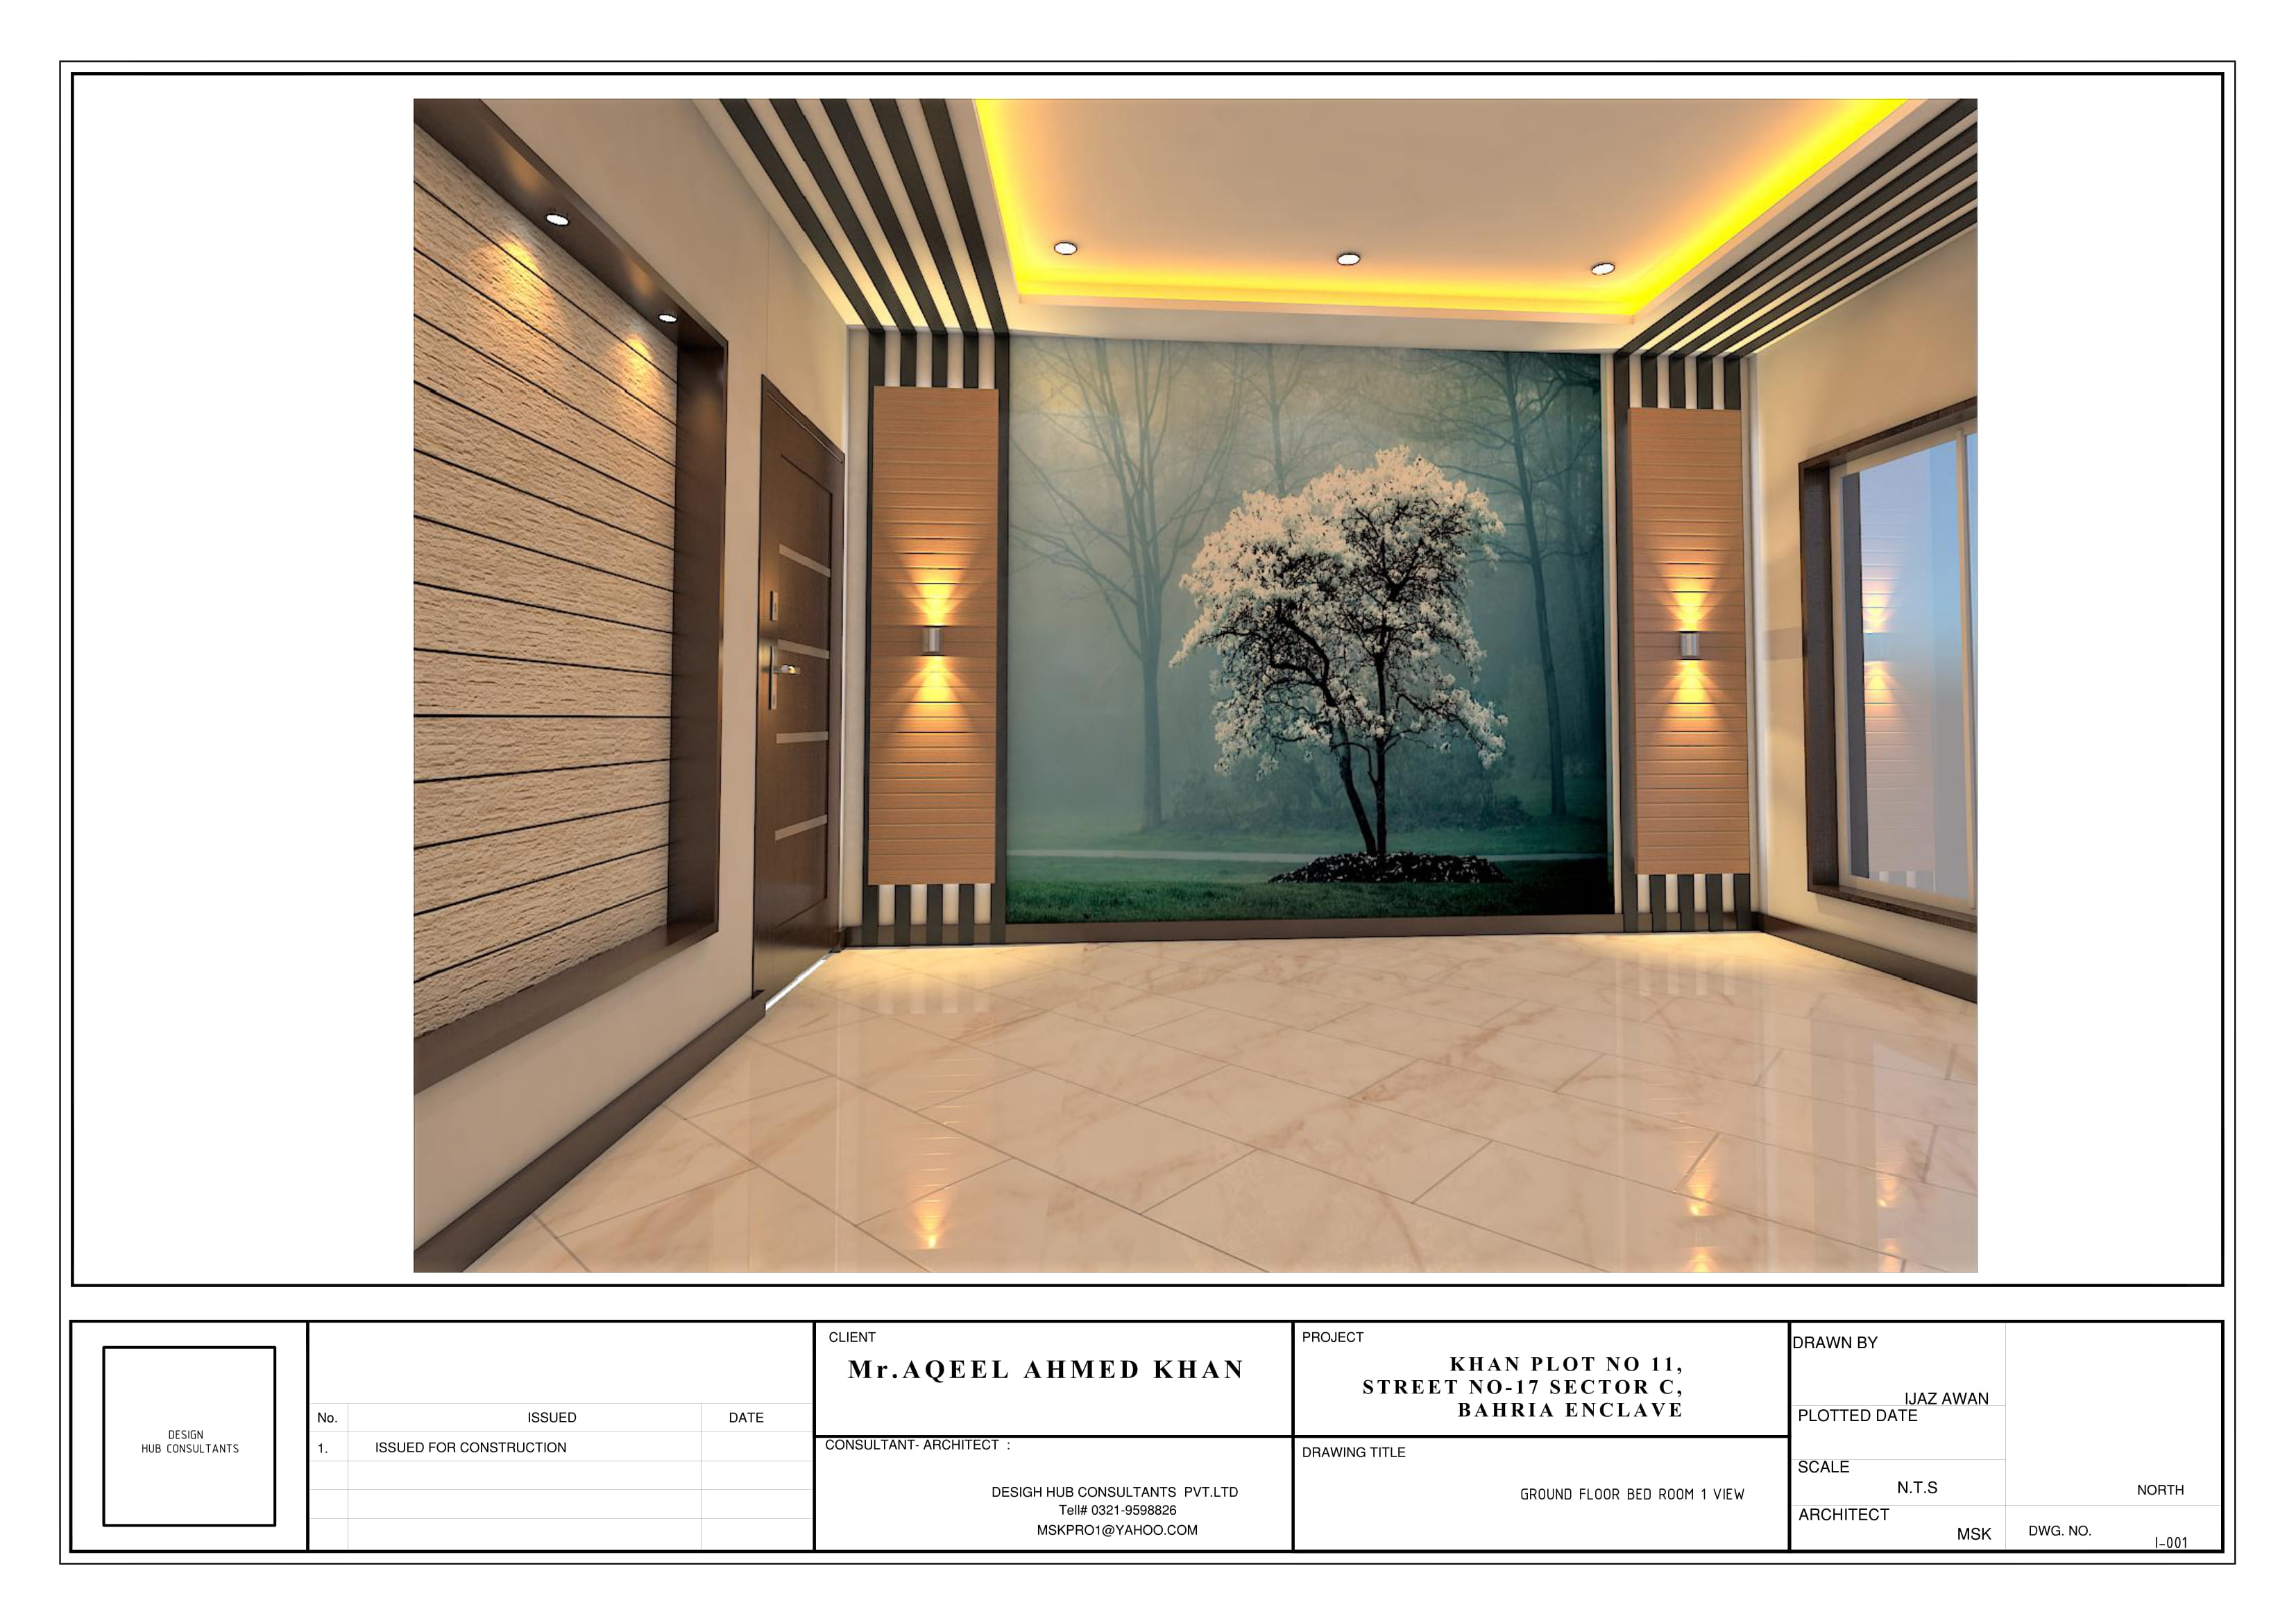 DESIGN
HUB CONSULTANTS
No. ISSUED DATE
1. ISSUED FOR CONSTRUCTION
CLIENT
Mr.AQEEL AHMED KHAN
CONSULTANT- ARCHITECT :
DESIGH HUB CONSULTANTS PVT.LTD
Tell# 0321-9598826
MSKPRO1@YAHOO.COM
PROJECT
KHAN PLOT NO 11,
STREET NO-17 SECTOR C,
BAHRIA ENCLAVE
DRAWING TITLE
GROUND FLOOR BED ROOM 1 VIEW
DRAWN BY
IJAZ AWAN
PLOTTED DATE
SCALE
N.T.S
ARCHITECT
MSK
NORTH
DWG. NO.
I-001